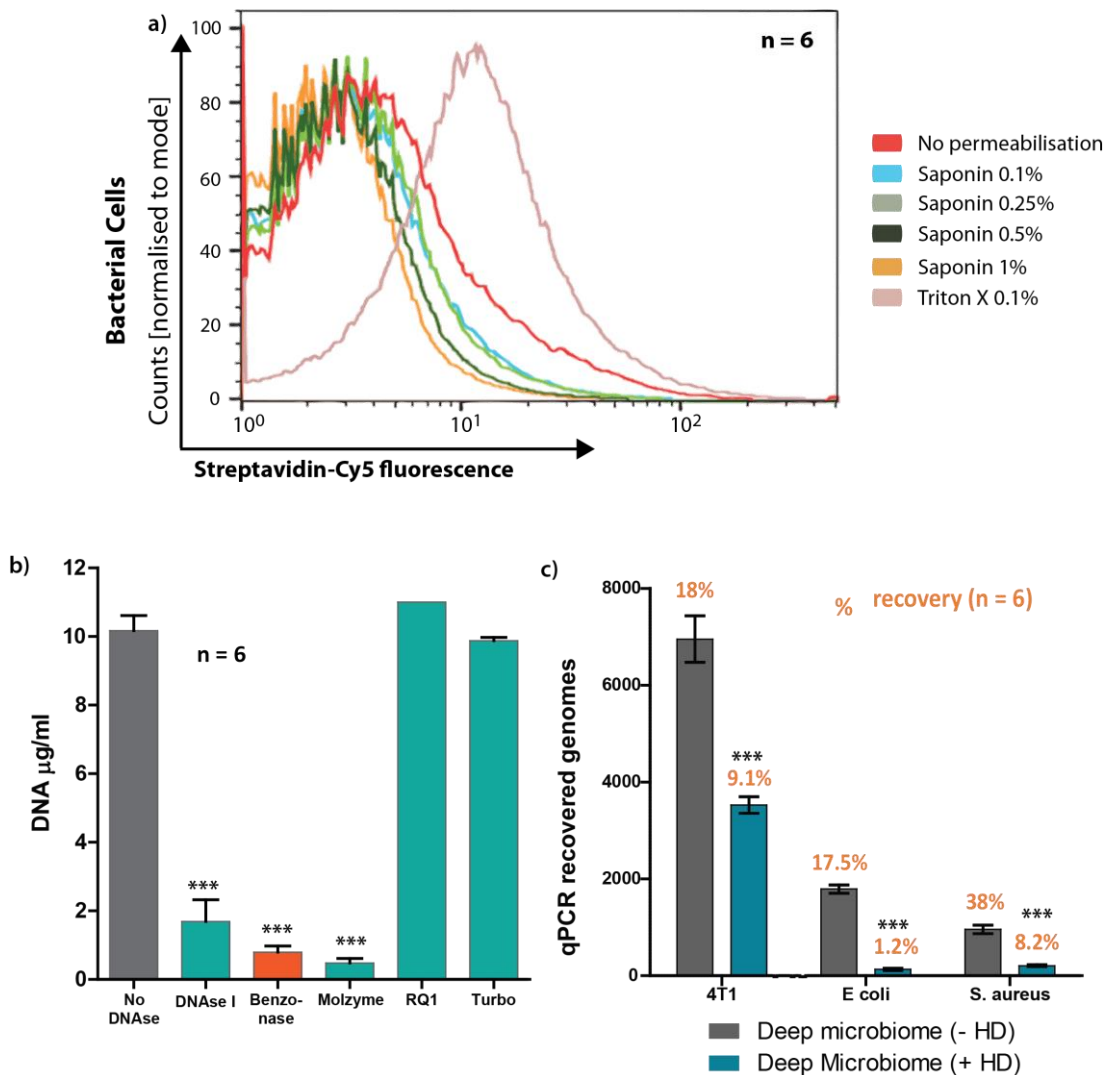 a)
n = 6
100
80
60
40
20
0
Bacterial Cells
Counts [normalised to mode]
10⁰
10¹
10²
Streptavidin-Cy5 fluorescence
No permeabilisation
Saponin 0.1%
Saponin 0.25%
Saponin 0.5%
Saponin 1%
Triton X 0.1%
b)
12
10
8
6
4
2
0
DNA µg/ml
n = 6
***
***
***
No
DNAse
DNAse I
Benzo-
nase
Molzyme
RQ1
Turbo
c)
8000
6000
4000
2000
0
qPCR recovered genomes
% recovery (n = 6)
18%
***
9.1%
17.5%
***
1.2%
38%
***
8.2%
4T1
E coli
S. aureus
Deep microbiome (- HD)
Deep Microbiome (+ HD)